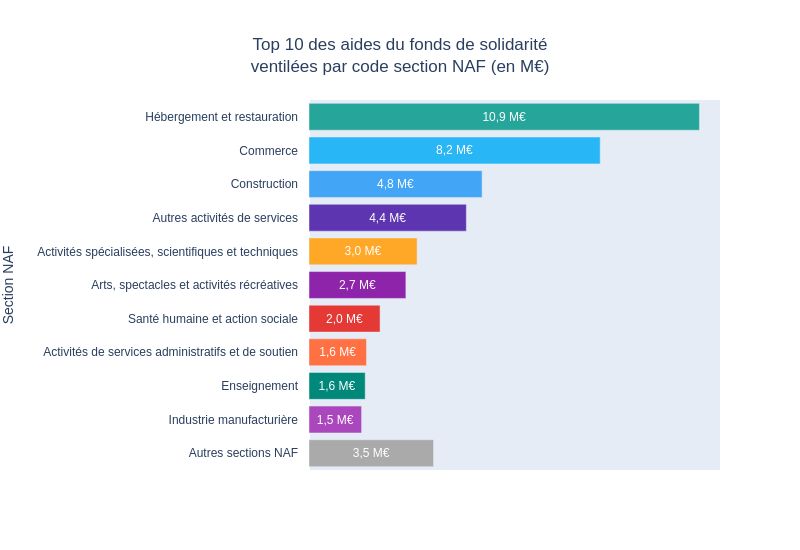 Top 10 des aides du fonds de solidarité
ventilées par code section NAF (en M€)
Section NAF
Hébergement et restauration 10,9 M€
Commerce 8,2 M€
Construction 4,8 M€
Autres activités de services 4,4 M€
Activités spécialisées, scientifiques et techniques 3,0 M€
Arts, spectacles et activités récréatives 2,7 M€
Santé humaine et action sociale 2,0 M€
Activités de services administratifs et de soutien 1,6 M€
Enseignement 1,6 M€
Industrie manufacturière 1,5 M€
Autres sections NAF 3,5 M€